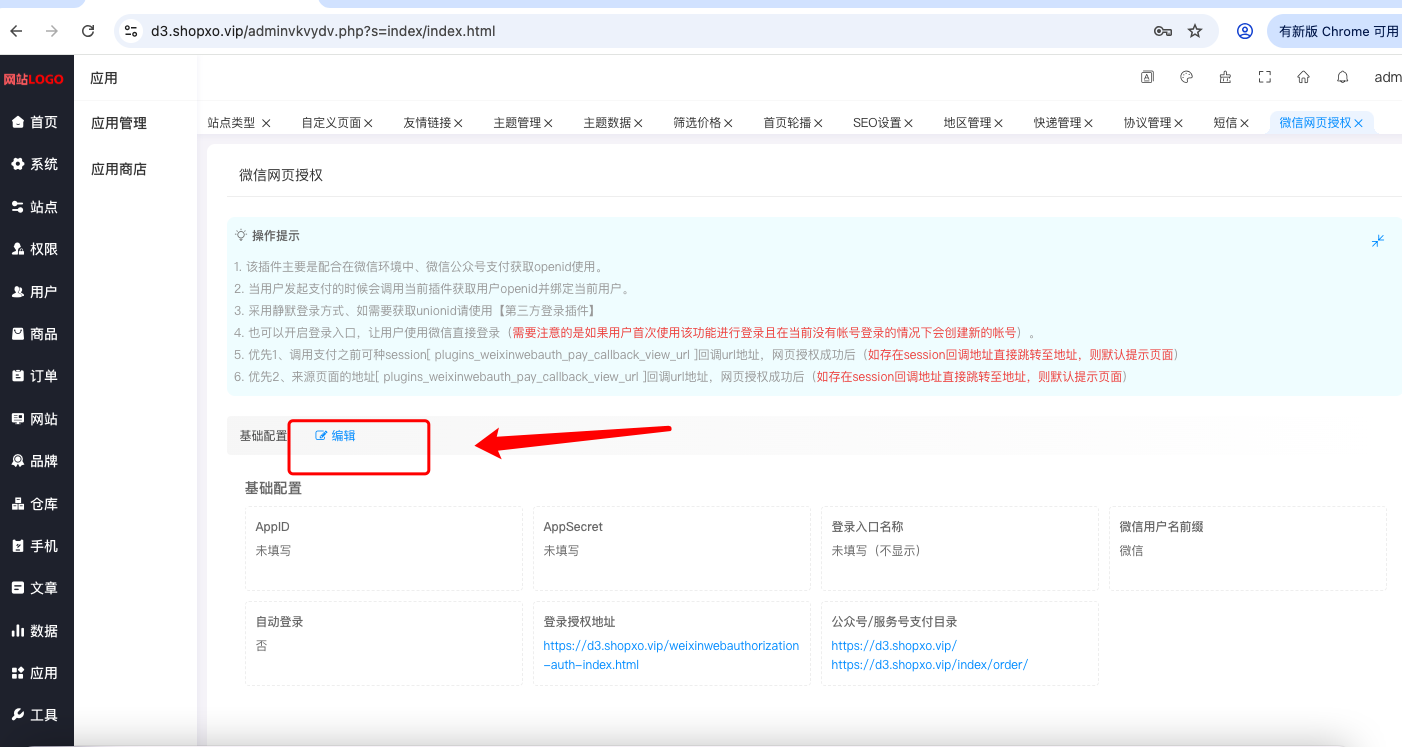 d3.shopxo.vip/adminvkvydv.php?s=index/index.html
有新版 Chrome 可用
网站LOGO
应用
adm
首页
系统
站点
权限
用户
商品
订单
网站
品牌
仓库
手机
文章
数据
应用
工具
应用管理
应用商店
站点类型 自定义页面 友情链接 主题管理 主题数据 筛选价格 首页轮播 SEO设置 地区管理 快递管理 协议管理 短信 微信网页授权
微信网页授权
操作提示
1. 该插件主要是配合在微信环境中、微信公众号支付获取openid使用。
2. 当用户发起支付的时候会调用当前插件获取用户openid并绑定当前用户。
3. 采用静默登录方式、如需要获取unionid请使用【第三方登录插件】
4. 也可以开启登录入口，让用户使用微信直接登录（需要注意的是如果用户首次使用该功能进行登录且在当前没有帐号登录的情况下会创建新的帐号）。
5. 优先1、调用支付之前可种session[ plugins_weixinwebauth_pay_callback_view_url ]回调url地址，网页授权成功后（如存在session回调地址直接跳转至地址，则默认提示页面）
6. 优先2、来源页面的地址[ plugins_weixinwebauth_pay_callback_view_url ]回调url地址，网页授权成功后（如存在session回调地址直接跳转至地址，则默认提示页面）
基础配置 编辑
基础配置
AppID
未填写
AppSecret
未填写
登录入口名称
未填写（不显示）
微信用户名前缀
微信
自动登录
否
登录授权地址
https://d3.shopxo.vip/weixinwebauthorization
-auth-index.html
公众号/服务号支付目录
https://d3.shopxo.vip/
https://d3.shopxo.vip/index/order/